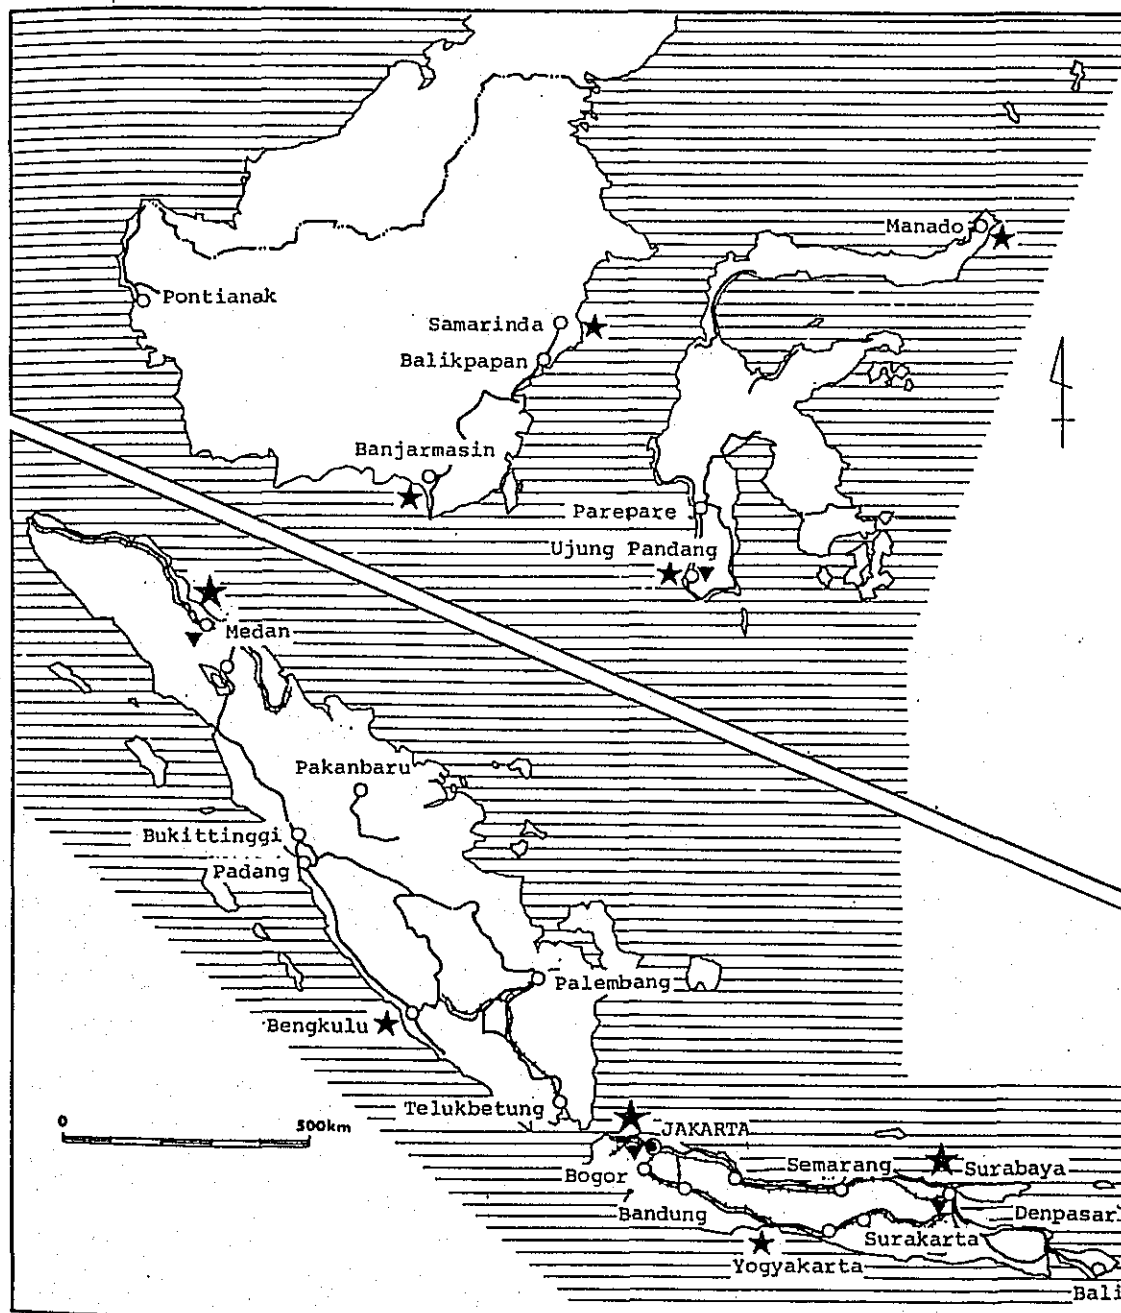 Manado
Pontianak
Samarinda
Balikpapan
Banjarmasin
Parepare
Ujung Pandang
Medan
Pakanbaru
Bukittinggi
Padang
Palembang
Bengkulu
Telukbetung
0
500km
JAKARTA
Semarang
Surabaya
Bogor
Bandung
Denpasar
Surakarta
Yogyakarta
Bali